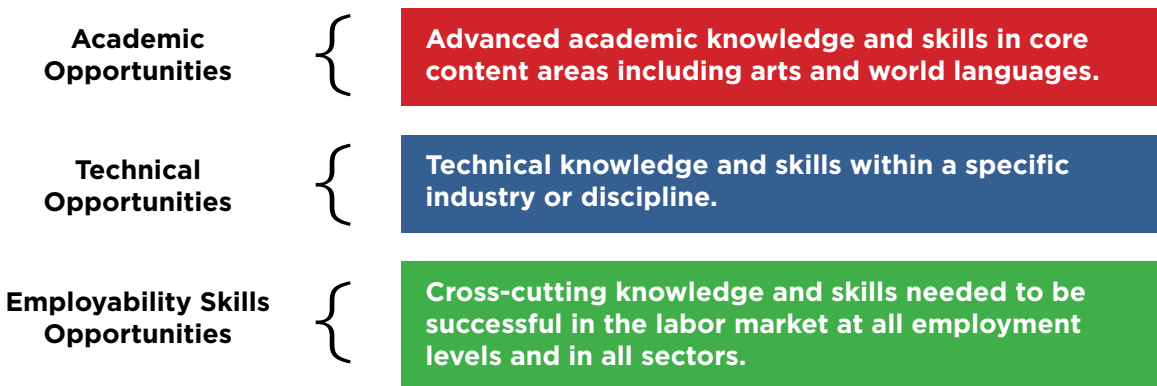 Academic
Opportunities
Advanced academic knowledge and skills in core
content areas including arts and world languages.
Technical
Opportunities
Technical knowledge and skills within a specific
industry or discipline.
Employability Skills
Opportunities
Cross-cutting knowledge and skills needed to be
successful in the labor market at all employment
levels and in all sectors.